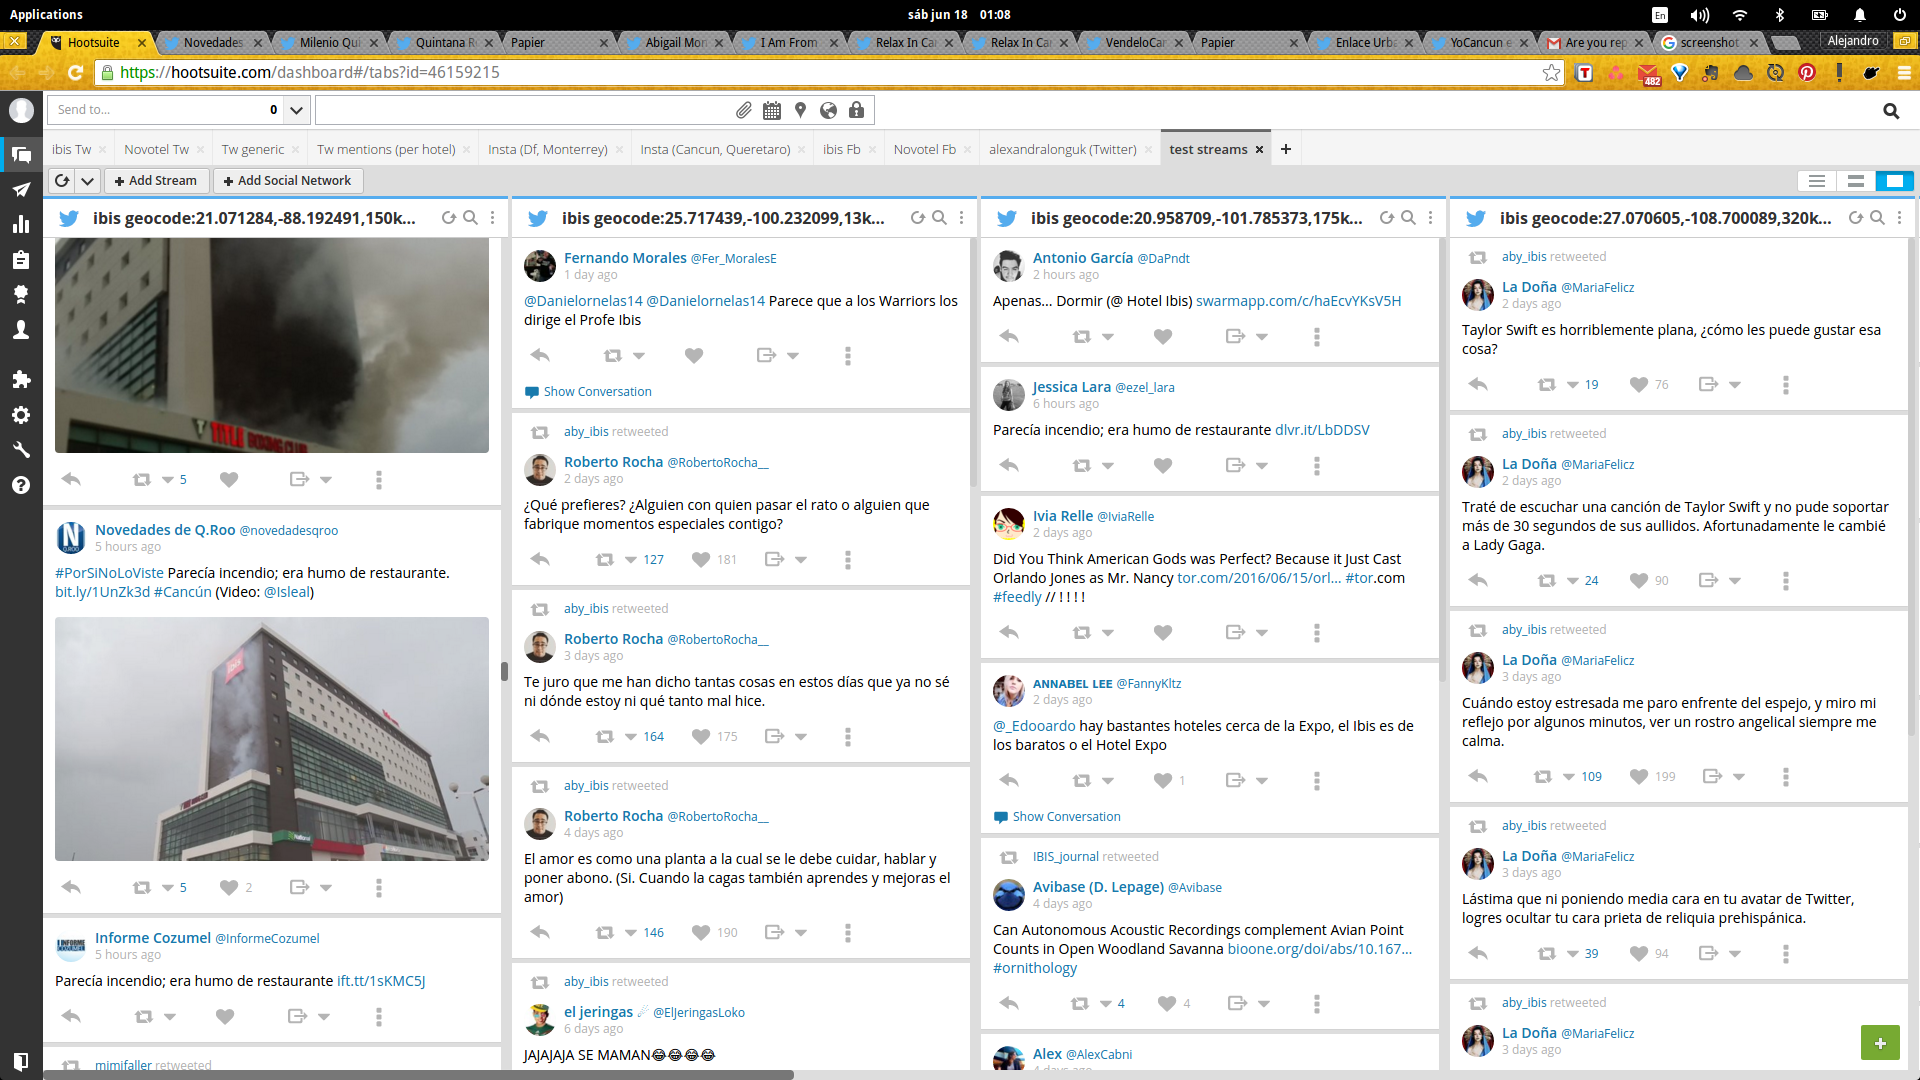 Applications
sáb jun 18 01:08
En
Hootsuite
Novedades
Milenio Qui
Quintana R
Papier
Abigail Mor
I Am From
Relax In Ca
Relax In Ca
VendeloCar
Papier
Enlace Urba
YoCancun e
Are you rep
screenshot
Alejandro
https://hootsuite.com/dashboard#/tabs?id=46159215
482
Send to...
0
ibis Tw
Novotel Tw
Tw generic
Tw mentions (per hotel)
Insta (Df, Monterrey)
Insta (Cancun, Queretaro)
ibis Fb
Novotel Fb
alexandralonguk (Twitter)
test streams
Add Stream
Add Social Network
ibis geocode:21.071284,-88.192491,150k...
TITLE BOXING CLUB
5
Novedades de Q.Roo @novedadesqroo
5 hours ago
#PorSiNoLoViste Parecía incendio; era humo de restaurante.
bit.ly/1UnZk3d #Cancún (Video: @Isleal)
ibis
National
5
2
Informe Cozumel @InformeCozumel
5 hours ago
Parecía incendio; era humo de restaurante ift.tt/1sKMC5J
mimifaller retweeted
ibis geocode:25.717439,-100.232099,13k...
Fernando Morales @Fer_MoralesE
1 day ago
@Danielornelas14 @Danielornelas14 Parece que a los Warriors los
dirige el Profe Ibis
Show Conversation
aby_ibis retweeted
Roberto Rocha @RobertoRocha__
2 days ago
¿Qué prefieres? ¿Alguien con quien pasar el rato o alguien que
fabrique momentos especiales contigo?
127
181
aby_ibis retweeted
Roberto Rocha @RobertoRocha__
3 days ago
Te juro que me han dicho tantas cosas en estos días que ya no sé
ni dónde estoy ni qué tanto mal hice.
164
175
aby_ibis retweeted
Roberto Rocha @RobertoRocha__
4 days ago
El amor es como una planta a la cual se le debe cuidar, hablar y
poner abono. (Si. Cuando la cagas también aprendes y mejoras el
amor)
146
190
aby_ibis retweeted
el jeringas ☄ @ElJeringasLoko
6 days ago
JAJAJAJA SE MAMAN😂😂😂😂
ibis geocode:20.958709,-101.785373,175k...
Antonio García @DaPndt
2 hours ago
Apenas... Dormir (@ Hotel Ibis) swarmapp.com/c/haEcvYKsV5H
Jessica Lara @ezel_lara
6 hours ago
Parecía incendio; era humo de restaurante dlvr.it/LbDDSV
Ivia Relle @IviaRelle
2 days ago
Did You Think American Gods was Perfect? Because it Just Cast
Orlando Jones as Mr. Nancy tor.com/2016/06/15/orl... #tor.com
#feedly // ! ! ! !
ANNABEL LEE @FannyKltz
2 days ago
@_Edooardo hay bastantes hoteles cerca de la Expo, el Ibis es de
los baratos o el Hotel Expo
1
Show Conversation
IBIS_journal retweeted
Avibase (D. Lepage) @Avibase
4 days ago
Can Autonomous Acoustic Recordings complement Avian Point
Counts in Open Woodland Savanna bioone.org/doi/abs/10.167...
#ornithology
4
4
Alex @AlexCabni
4 days ago
ibis geocode:27.070605,-108.700089,320k...
aby_ibis retweeted
La Doña @MariaFelicz
2 days ago
Taylor Swift es horriblemente plana, ¿cómo les puede gustar esa
cosa?
19
76
aby_ibis retweeted
La Doña @MariaFelicz
2 days ago
Traté de escuchar una canción de Taylor Swift y no pude soportar
más de 30 segundos de sus aullidos. Afortunadamente le cambié
a Lady Gaga.
24
90
aby_ibis retweeted
La Doña @MariaFelicz
3 days ago
Cuándo estoy estresada me paro enfrente del espejo, y miro mi
reflejo por algunos minutos, ver un rostro angelical siempre me
calma.
109
199
aby_ibis retweeted
La Doña @MariaFelicz
3 days ago
Lástima que ni poniendo media cara en tu avatar de Twitter,
logres ocultar tu cara prieta de reliquia prehispánica.
39
94
aby_ibis retweeted
La Doña @MariaFelicz
3 days ago